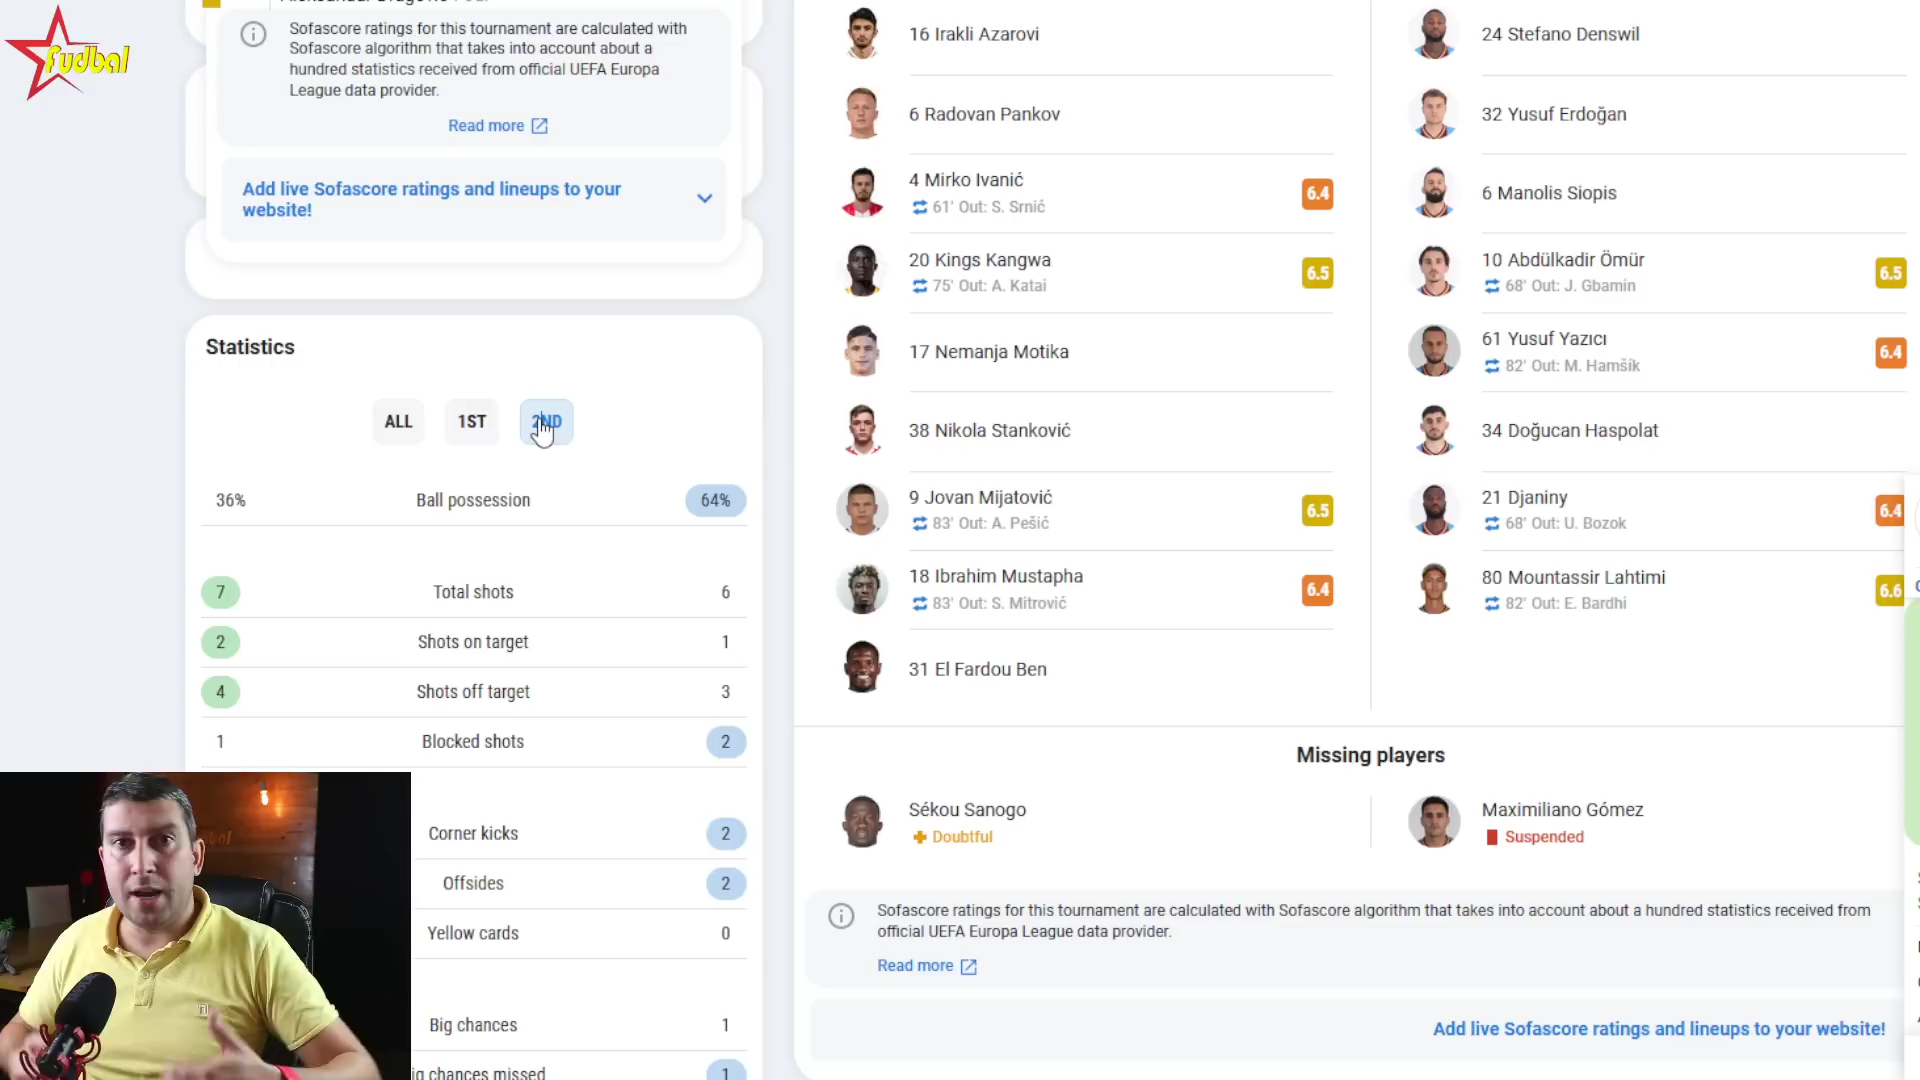 fudbal
Sofascore ratings for this tournament are calculated with
Sofascore algorithm that takes into account about a
hundred statistics received from official UEFA Europa
League data provider.
Read more
Add live Sofascore ratings and lineups to your
website!
Statistics
ALL 1ST 2ND
36% Ball possession 64%
7 Total shots 6
2 Shots on target 1
4 Shots off target 3
1 Blocked shots 2
Corner kicks 2
Offsides 2
Yellow cards 0
Big chances 1
chances missed 1
16 Irakli Azarovi
6 Radovan Pankov
4 Mirko Ivanić
61' Out: S. Srnić
6.4
20 Kings Kangwa
75' Out: A. Katai
6.5
17 Nemanja Motika
38 Nikola Stanković
9 Jovan Mijatović
83' Out: A. Pešić
6.5
18 Ibrahim Mustapha
83' Out: S. Mitrović
6.4
31 El Fardou Ben
24 Stefano Denswil
32 Yusuf Erdoğan
6 Manolis Siopis
10 Abdülkadir Ömür
68' Out: J. Gbamin
6.5
61 Yusuf Yazıcı
82' Out: M. Hamšík
6.4
34 Doğucan Haspolat
21 Djaniny
68' Out: U. Bozok
6.4
80 Mountassir Lahtimi
82' Out: E. Bardhi
6.6
Missing players
Sékou Sanogo
Doubtful
Maximiliano Gómez
Suspended
Sofascore ratings for this tournament are calculated with Sofascore algorithm that takes into account about a hundred statistics received from
official UEFA Europa League data provider.
Read more
Add live Sofascore ratings and lineups to your website!